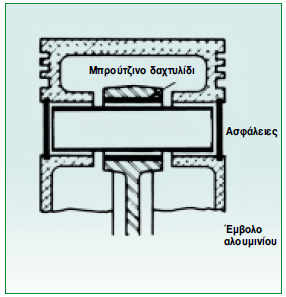 Μπρούτζινο δαχτυλίδι
Ασφάλειες
Έμβολο
αλουμινίου